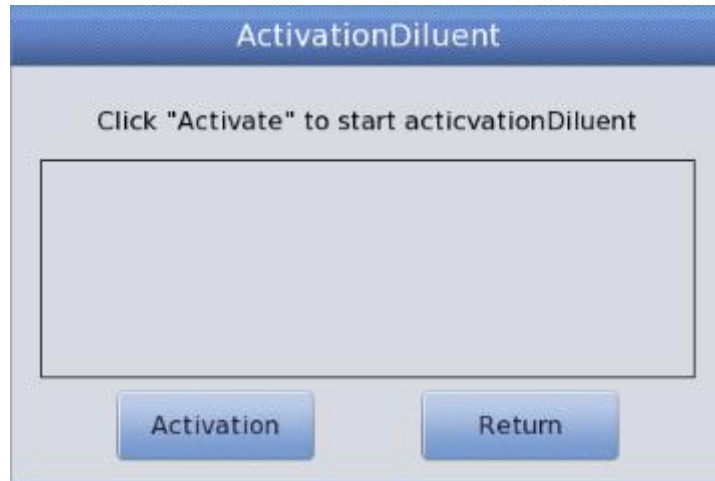 ActivationDiluent
Click "Activate" to start acticvationDiluent
Activation
Return